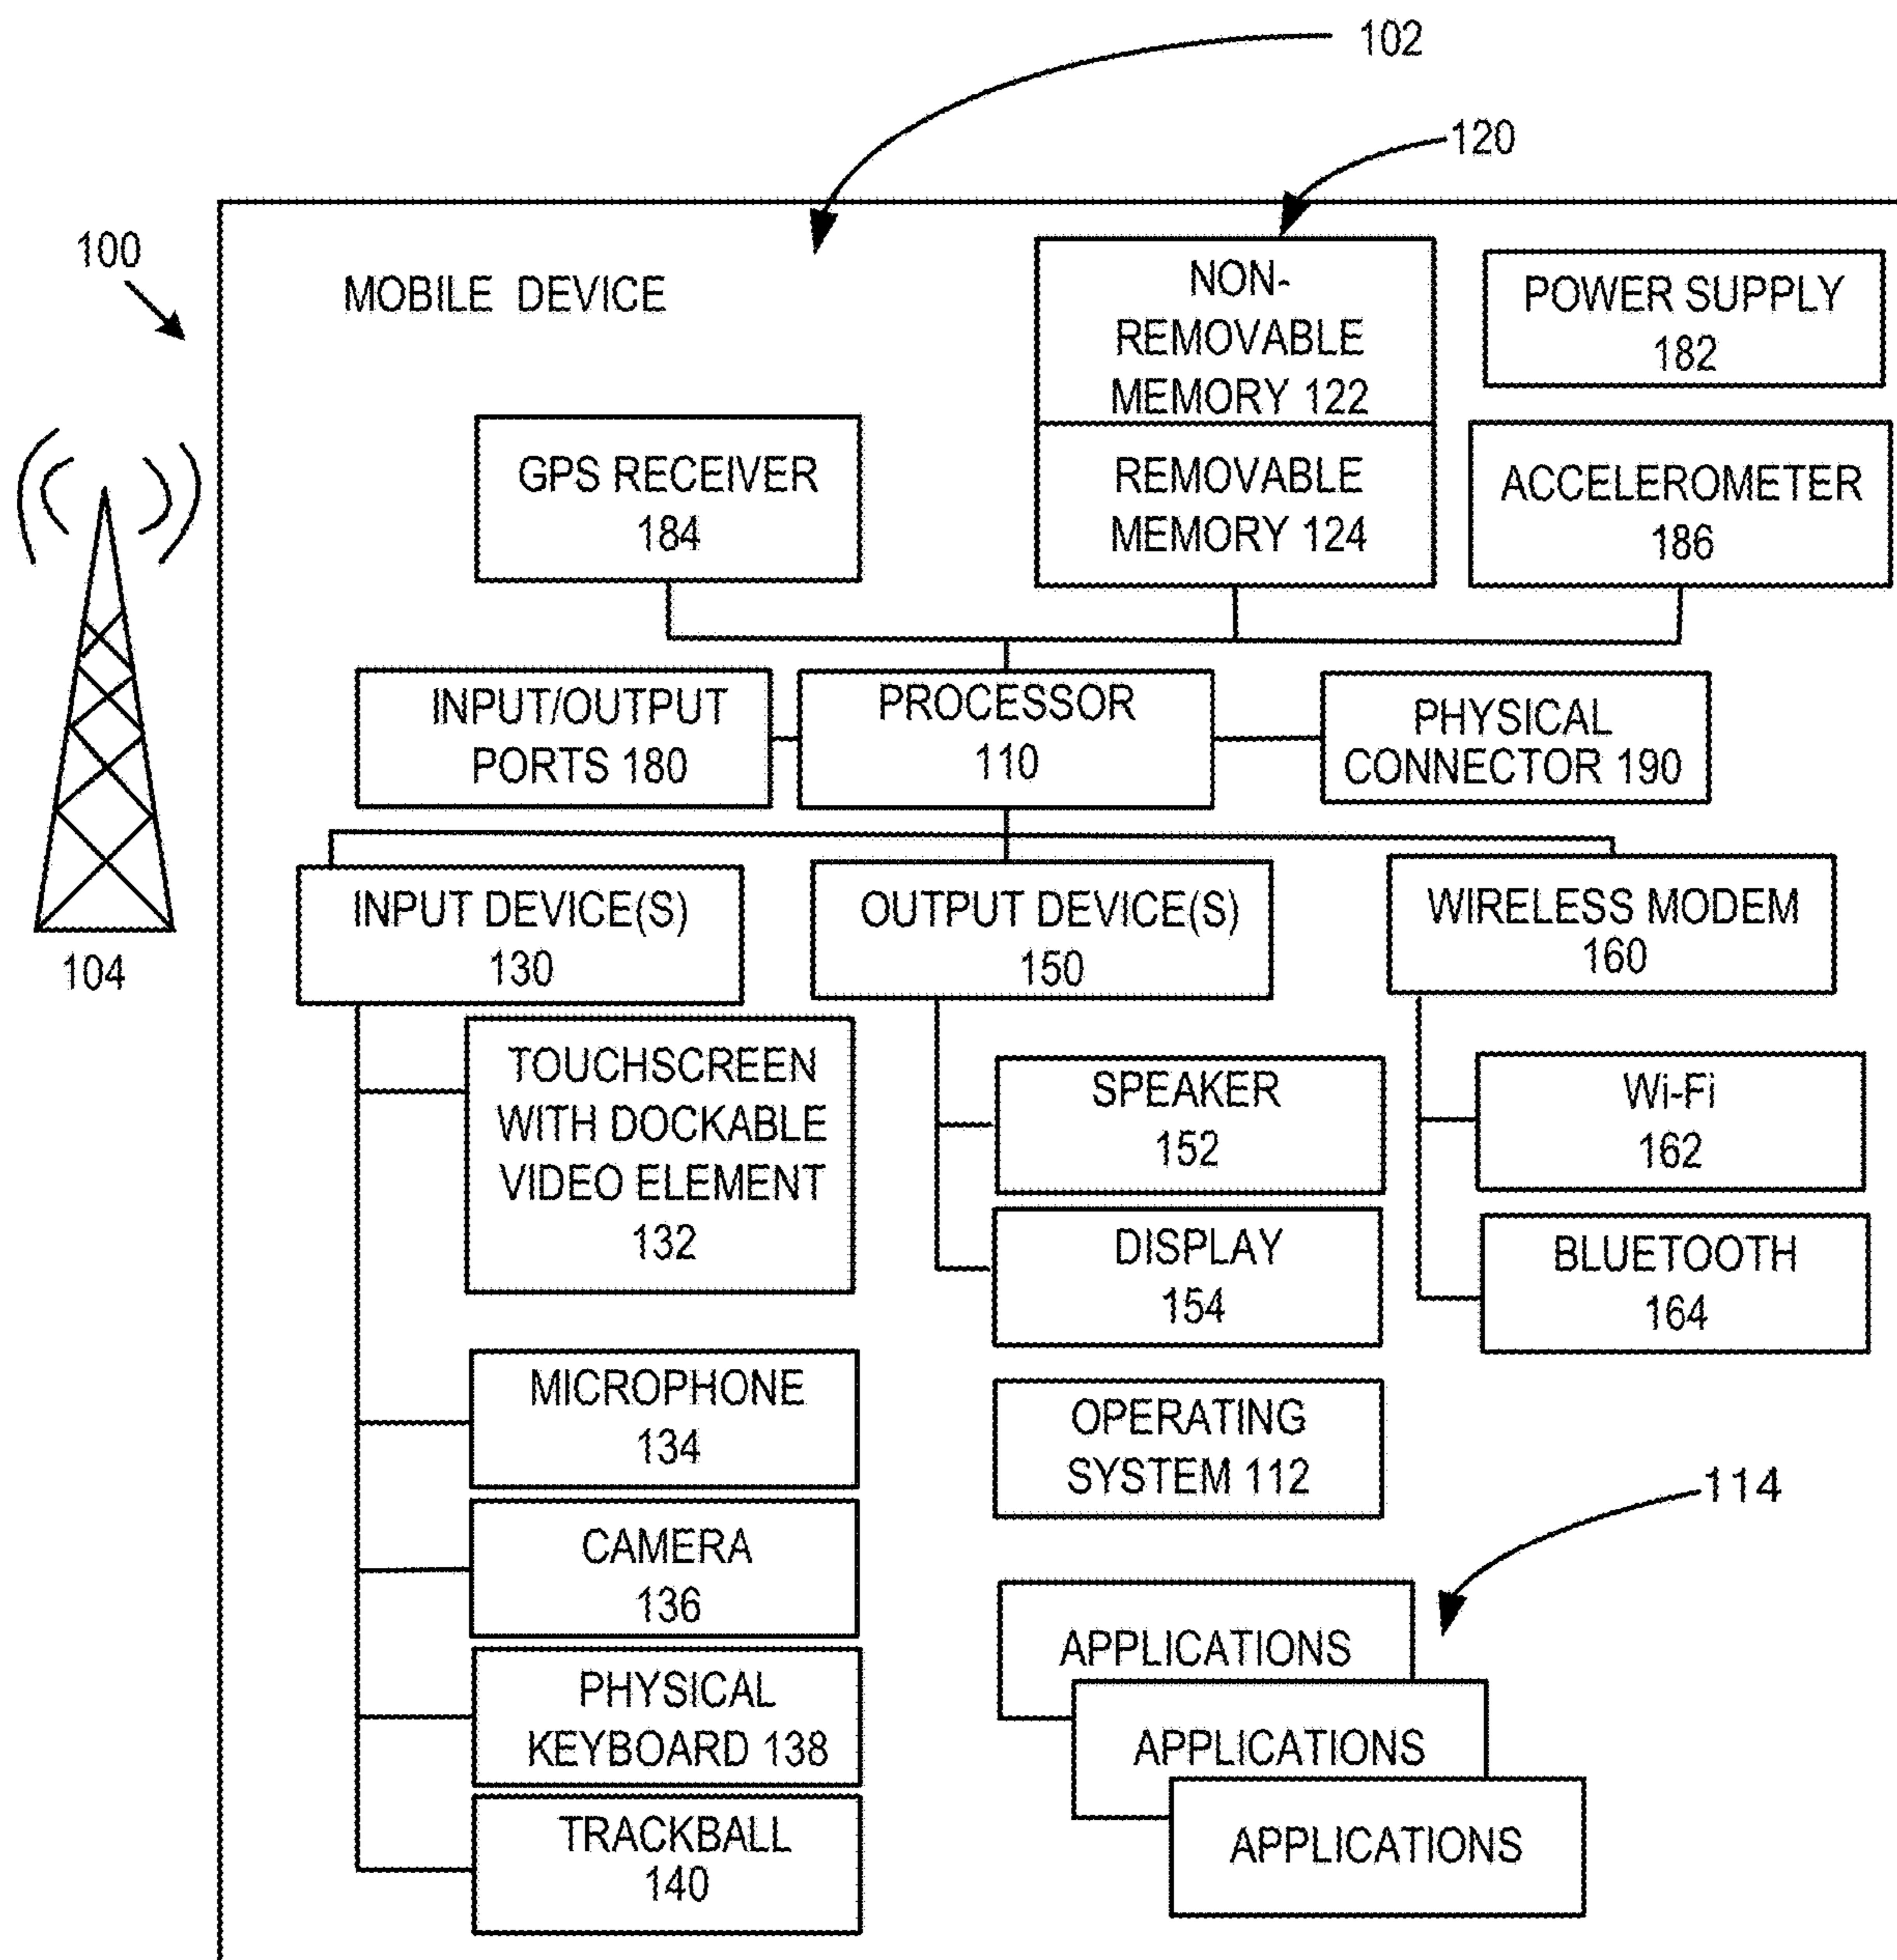 102
120
100
MOBILE DEVICE
NON-
REMOVABLE
MEMORY 122
POWER SUPPLY
182
GPS RECEIVER
184
REMOVABLE
MEMORY 124
ACCELEROMETER
186
INPUT/OUTPUT
PORTS 180
PROCESSOR
110
PHYSICAL
CONNECTOR 190
104
INPUT DEVICE(S)
130
OUTPUT DEVICE(S)
150
WIRELESS MODEM
160
TOUCHSCREEN
WITH DOCKABLE
VIDEO ELEMENT
132
SPEAKER
152
Wi-Fi
162
DISPLAY
154
BLUETOOTH
164
MICROPHONE
134
OPERATING
SYSTEM 112
114
CAMERA
136
APPLICATIONS
PHYSICAL
KEYBOARD 138
APPLICATIONS
TRACKBALL
140
APPLICATIONS